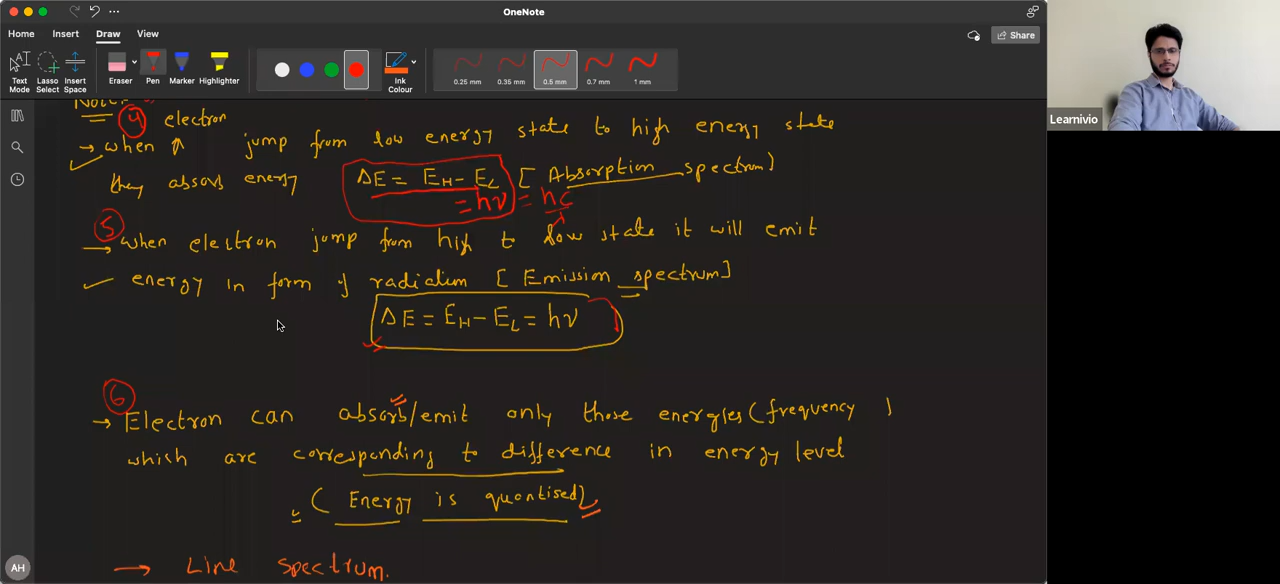 OneNote
Home Insert Draw View
Share
Text Mode
Lasso Select
Insert Space
Eraser
Pen
Marker
Highlighter
Ink Colour
0.25 mm
0.35 mm
0.5 mm
0.7 mm
1 mm
Learnivio
Note:
④ electron
→ when ↑ jump from low energy state to high energy state
they absorb energy ΔE = E_H - E_L [Absorption spectrum)
= hν = hc/λ
⑤
→ when electron jump from high to low state it will emit
energy in form of radiation [Emission spectrum]
ΔE = E_H - E_L = hν
⑥
→ Electron can absorb/emit only those energies (frequency )
which are corresponding to difference in energy level
( Energy is quantised)
→ Line spectrum.
AH